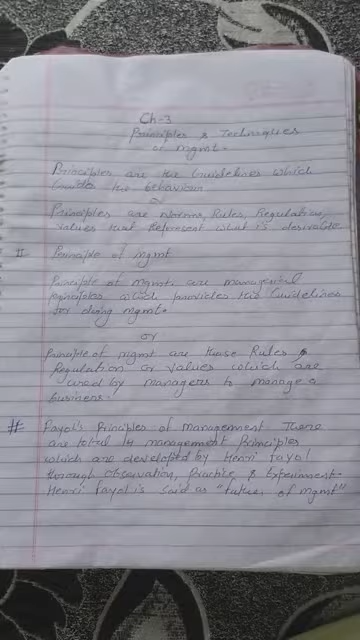 Ch-3
Principles & Techniques
of mgmt.
Principles are the Guidelines which
Guides the behaviour
or
Principles are Norms, Rules, Regulation,
values that Represent what is desirable.
II Principle of mgmt
Principle of mgmt. are managerial
principles which provides the Guidelines
for doing mgmt.
or
Principle of mgmt are those Rules &
Regulation or values which are
used by managers to manage a
business.
# Fayol's Principles of management There
are total 14 management Principles
which are developed by Henri Fayol
through observation, Practice & Experiment.
Henri Fayol is said as "father of mgmt"